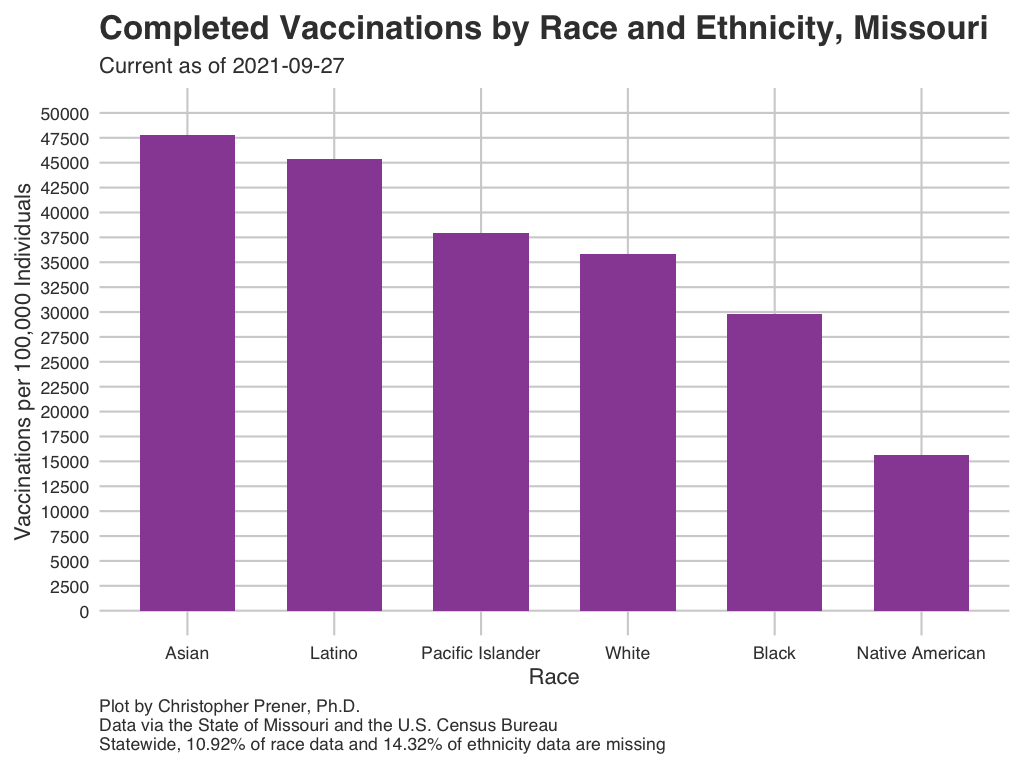 Completed Vaccinations by Race and Ethnicity, Missouri
Current as of 2021-09-27
Vaccinations per 100,000 Individuals
50000
47500
45000
42500
40000
37500
35000
32500
30000
27500
25000
22500
20000
17500
15000
12500
10000
7500
5000
2500
0
Asian Latino Pacific Islander White Black Native American
Race
Plot by Christopher Prener, Ph.D.
Data via the State of Missouri and the U.S. Census Bureau
Statewide, 10.92% of race data and 14.32% of ethnicity data are missing